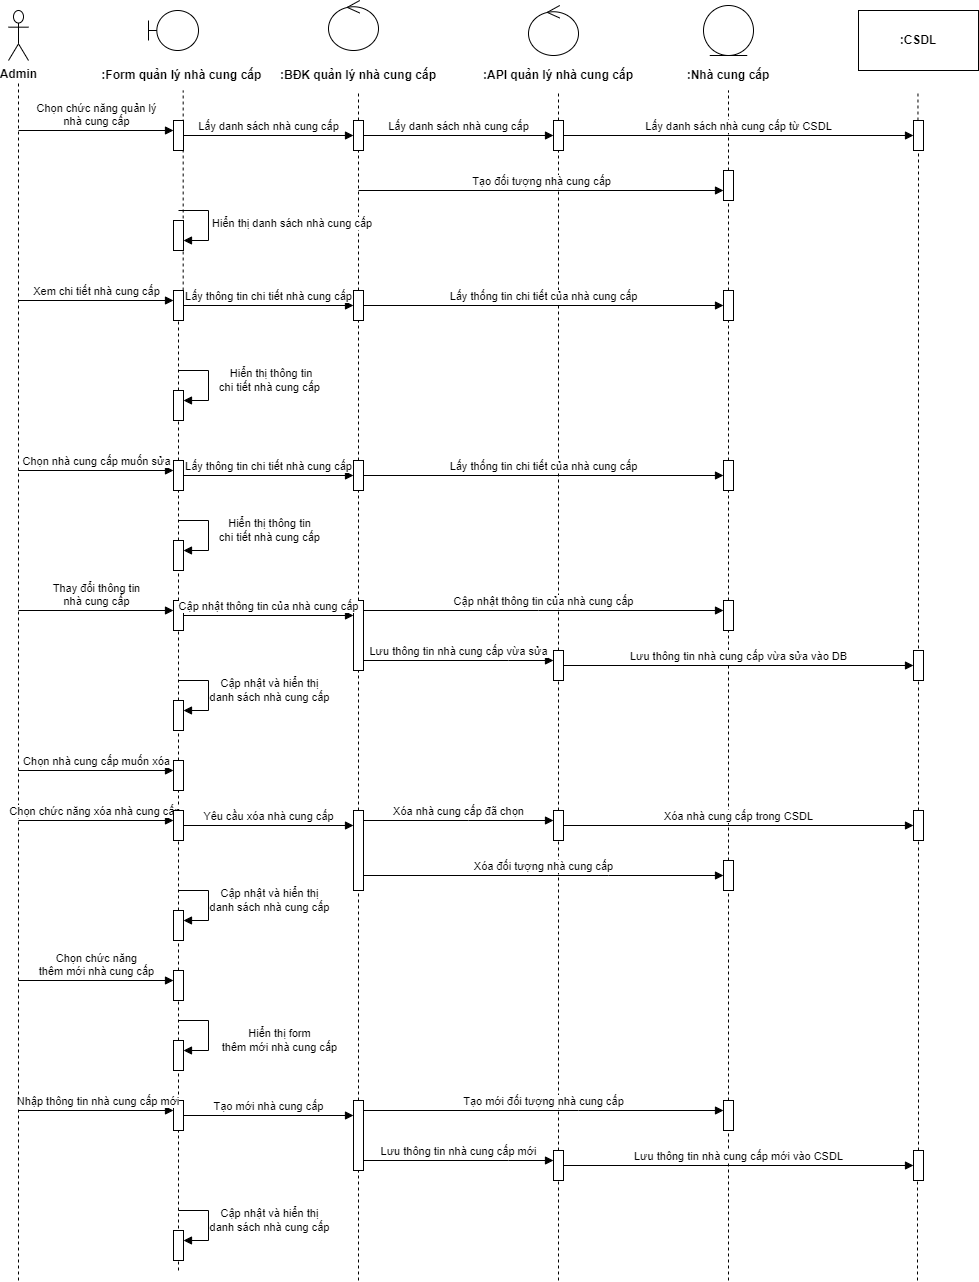 Admin
:Form quản lý nhà cung cấp
:BĐK quản lý nhà cung cấp
:API quản lý nhà cung cấp
:Nhà cung cấp
:CSDL
Chọn chức năng quản lý
nhà cung cấp
Lấy danh sách nhà cung cấp
Lấy danh sách nhà cung cấp
Lấy danh sách nhà cung cấp từ CSDL
Tạo đối tượng nhà cung cấp
Hiển thị danh sách nhà cung cấp
Xem chi tiết nhà cung cấp
Lấy thông tin chi tiết nhà cung cấp
Lấy thống tin chi tiết của nhà cung cấp
Hiển thị thông tin
chi tiết nhà cung cấp
Chọn nhà cung cấp muốn sửa
Lấy thông tin chi tiết nhà cung cấp
Lấy thống tin chi tiết của nhà cung cấp
Hiển thị thông tin
chi tiết nhà cung cấp
Thay đổi thông tin
nhà cung cấp
Cập nhật thông tin của nhà cung cấp
Cập nhật thông tin của nhà cung cấp
Lưu thông tin nhà cung cấp vừa sửa
Lưu thông tin nhà cung cấp vừa sửa vào DB
Cập nhật và hiển thị
danh sách nhà cung cấp
Chọn nhà cung cấp muốn xóa
Chọn chức năng xóa nhà cung cấp
Yêu cầu xóa nhà cung cấp
Xóa nhà cung cấp đã chọn
Xóa nhà cung cấp trong CSDL
Xóa đối tượng nhà cung cấp
Cập nhật và hiển thị
danh sách nhà cung cấp
Chọn chức năng
thêm mới nhà cung cấp
Hiển thị form
thêm mới nhà cung cấp
Nhập thông tin nhà cung cấp mới
Tạo mới nhà cung cấp
Tạo mới đối tượng nhà cung cấp
Lưu thông tin nhà cung cấp mới
Lưu thông tin nhà cung cấp mới vào CSDL
Cập nhật và hiển thị
danh sách nhà cung cấp